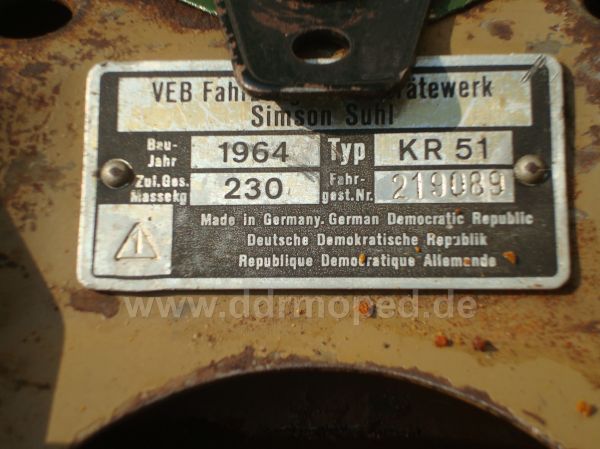 VEB Fahr rätewerk
Simson Suhl
Bau-Jahr 1964 Typ KR 51
Zul. Ges. Masse kg 230 Fahr-gest. Nr. 219089
Made in Germany. German Democratic Republic
Deutsche Demokratische Republik
Republique Democratique Allemande
www.ddrmoped.de